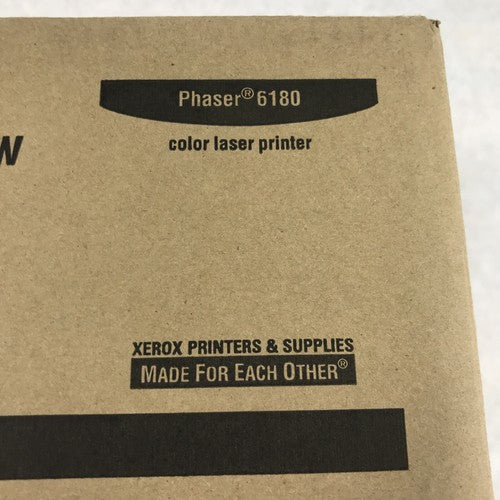 Phaser® 6180
W
color laser printer
XEROX PRINTERS & SUPPLIES
MADE FOR EACH OTHER®